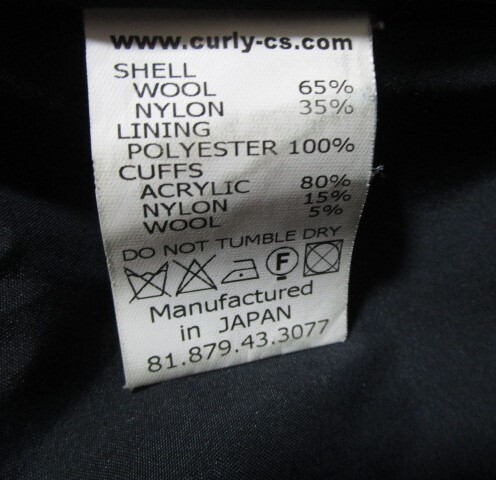 www.curly-cs.com
SHELL
WOOL 65%
NYLON 35%
LINING
POLYESTER 100%
CUFFS
ACRYLIC 80%
NYLON 15%
WOOL 5%
DO NOT TUMBLE DRY
F
Manufactured
in JAPAN
81.879.43.3077